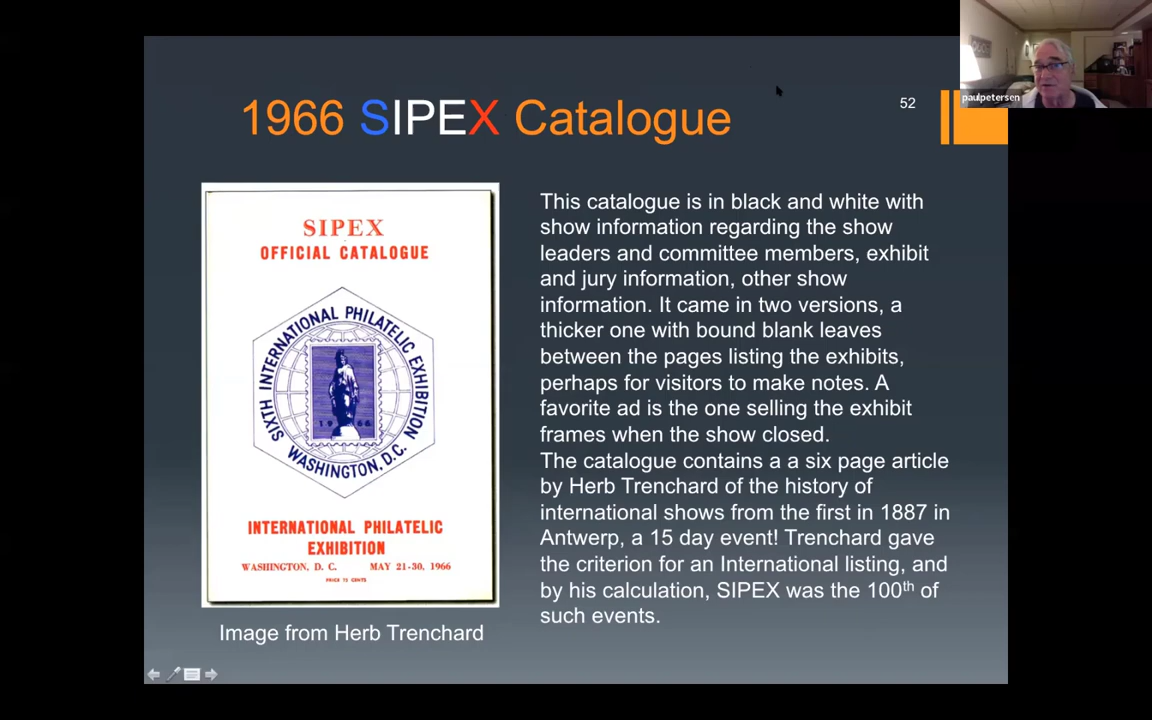 paulpetersen
52
1966 SIPEX Catalogue
SIPEX
OFFICIAL CATALOGUE
SIXTH INTERNATIONAL PHILATELIC EXHIBITION
WASHINGTON, D.C.
1966
INTERNATIONAL PHILATELIC
EXHIBITION
WASHINGTON, D. C. MAY 21-30, 1966
PRICE 75 CENTS
Image from Herb Trenchard
This catalogue is in black and white with
show information regarding the show
leaders and committee members, exhibit
and jury information, other show
information. It came in two versions, a
thicker one with bound blank leaves
between the pages listing the exhibits,
perhaps for visitors to make notes. A
favorite ad is the one selling the exhibit
frames when the show closed.
The catalogue contains a a six page article
by Herb Trenchard of the history of
international shows from the first in 1887 in
Antwerp, a 15 day event! Trenchard gave
the criterion for an International listing, and
by his calculation, SIPEX was the 100th of
such events.